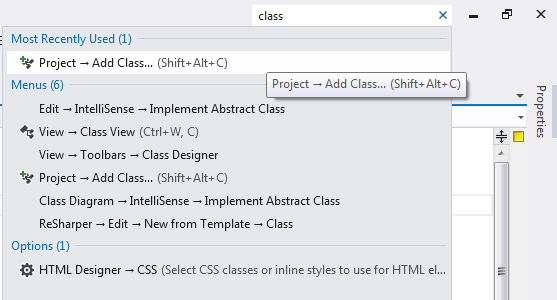 class
Most Recently Used (1)
Project → Add Class... (Shift+Alt+C)
Project → Add Class... (Shift+Alt+C)
Menus (6)
Edit → IntelliSense → Implement Abstract Class
View → Class View (Ctrl+W, C)
View → Toolbars → Class Designer
Project → Add Class... (Shift+Alt+C)
Class Diagram → IntelliSense → Implement Abstract Class
ReSharper → Edit → New from Template → Class
Options (1)
HTML Designer → CSS (Select CSS classes or inline styles to use for HTML el...
Properties